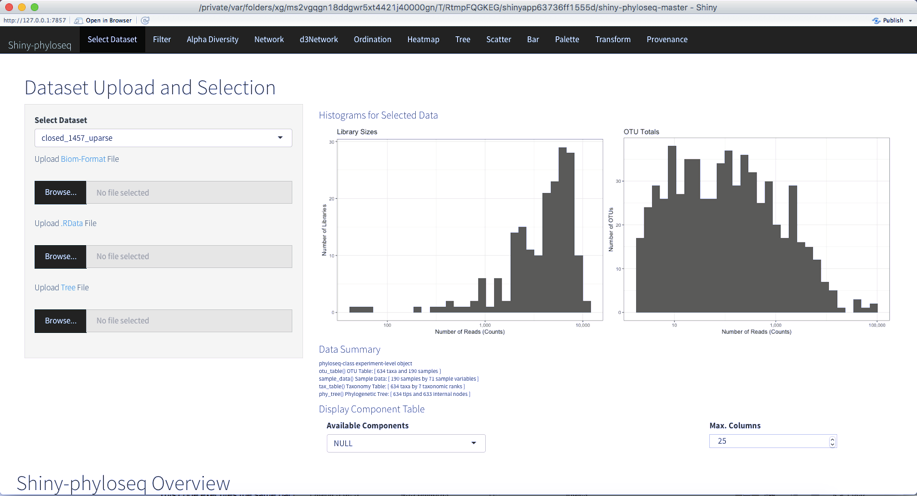 /private/var/folders/xg/ms2vgqgn18ddgwr5xt4421j40000gn/T/RtmpFQGKEG/shinyapp63736ff1555d/shiny-phyloseq-master - Shiny
http://127.0.0.1:7857 Open in Browser Publish
Shiny-phyloseq Select Dataset Filter Alpha Diversity Network d3Network Ordination Heatmap Tree Scatter Bar Palette Transform Provenance
Dataset Upload and Selection
Select Dataset
closed_1457_uparse
Upload Biom-Format File
Browse... No file selected
Upload .RData File
Browse... No file selected
Upload Tree File
Browse... No file selected
Histograms for Selected Data
Library Sizes
Number of Libraries
30
20
10
0
100 1,000 10,000
Number of Reads (Counts)
OTU Totals
Number of OTUs
30
20
10
0
10 1,000 100,000
Number of Reads (Counts)
Data Summary
phyloseq-class experiment-level object
otu_table() OTU Table: [ 634 taxa and 190 samples ]
sample_data() Sample Data: [ 190 samples by 71 sample variables ]
tax_table() Taxonomy Table: [ 634 taxa by 7 taxonomic ranks ]
phy_tree() Phylogenetic Tree: [ 634 tips and 633 internal nodes ]
Display Component Table
Available Components
NULL
Max. Columns
25
Shiny-phyloseq Overview